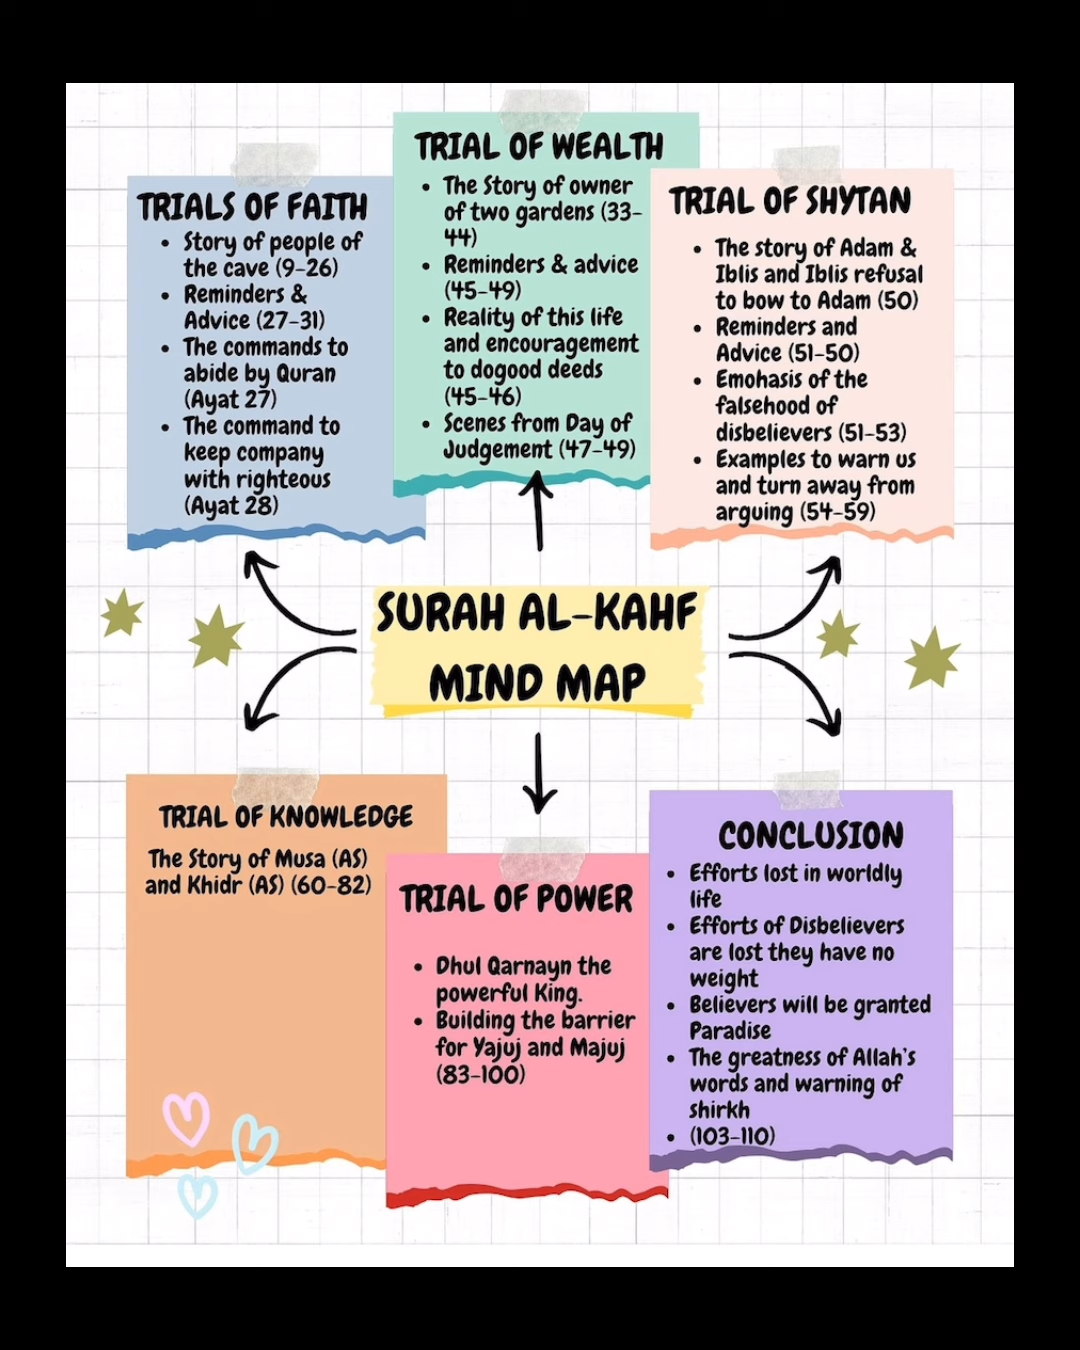 TRIALS OF FAITH
• Story of people of
the cave (9-26)
• Reminders &
Advice (27-31)
• The commands to
abide by Quran
(Ayat 27)
• The command to
keep company
with righteous
(Ayat 28)
TRIAL OF WEALTH
• The Story of owner
of two gardens (33-
44)
• Reminders & advice
(45-49)
• Reality of this life
and encouragement
to dogood deeds
(45-46)
• Scenes from Day of
Judgement (47-49)
TRIAL OF SHYTAN
• The story of Adam &
Iblis and Iblis refusal
to bow to Adam (50)
• Reminders and
Advice (51-50)
• Emohasis of the
falsehood of
disbelievers (51-53)
• Examples to warn us
and turn away from
arguing (54-59)
SURAH AL-KAHF
MIND MAP
TRIAL OF KNOWLEDGE
The Story of Musa (AS)
and Khidr (AS) (60-82)
TRIAL OF POWER
• Dhul Qarnayn the
powerful King.
• Building the barrier
for Yajuj and Majuj
(83-100)
CONCLUSION
• Efforts lost in worldly
life
• Efforts of Disbelievers
are lost they have no
weight
• Believers will be granted
Paradise
• The greatness of Allah's
words and warning of
shirkh
• (103-110)